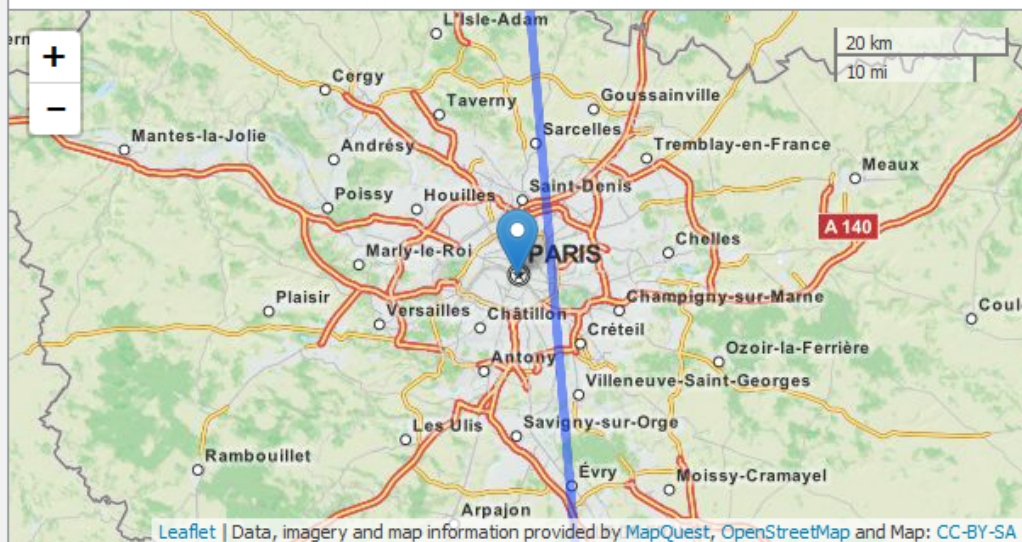 L'Isle-Adam
ern
+
20 km
10 mi
Cergy
Taverny
Goussainville
−
Sarcelles
Mantes-la-Jolie
Andrésy
Tremblay-en-France
Meaux
Poissy
Houilles
Saint-Denis
A 140
Marly-le-Roi
PARIS
Chelles
Plaisir
Versailles
Châtillon
Champigny-sur-Marne
Coul
Créteil
Antony
Ozoir-la-Ferrière
Villeneuve-Saint-Georges
Les Ulis
Savigny-sur-Orge
Rambouillet
Évry
Moissy-Cramayel
Arpajon
Leaflet | Data, imagery and map information provided by MapQuest, OpenStreetMap and Map: CC-BY-SA